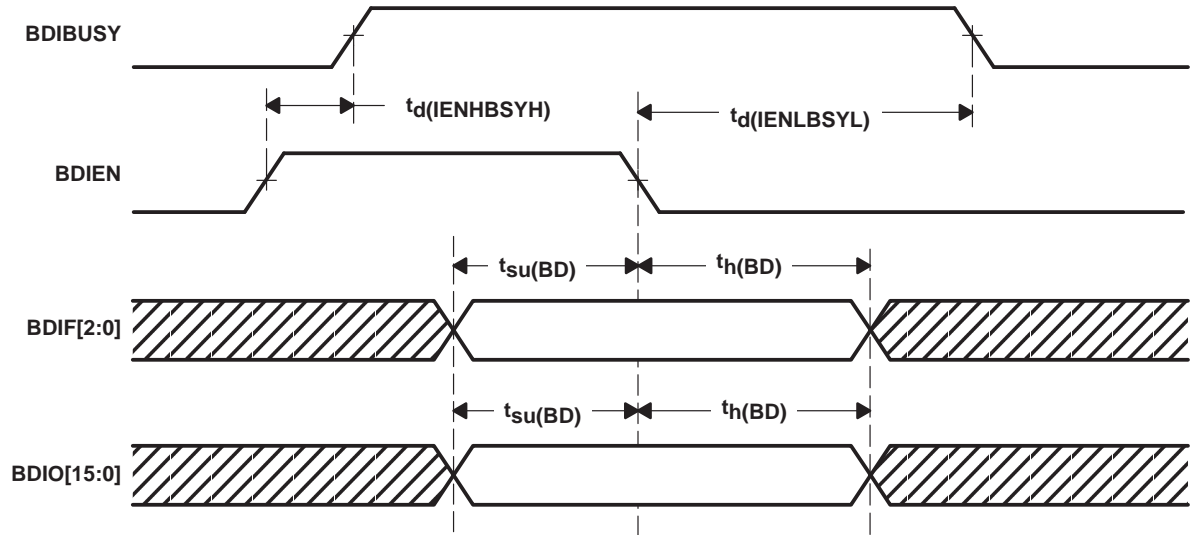 BDIBUSY
td(IENHBSYH)
td(IENLBSYL)
BDIEN
tsu(BD)
th(BD)
BDIF[2:0]
tsu(BD)
th(BD)
BDIO[15:0]